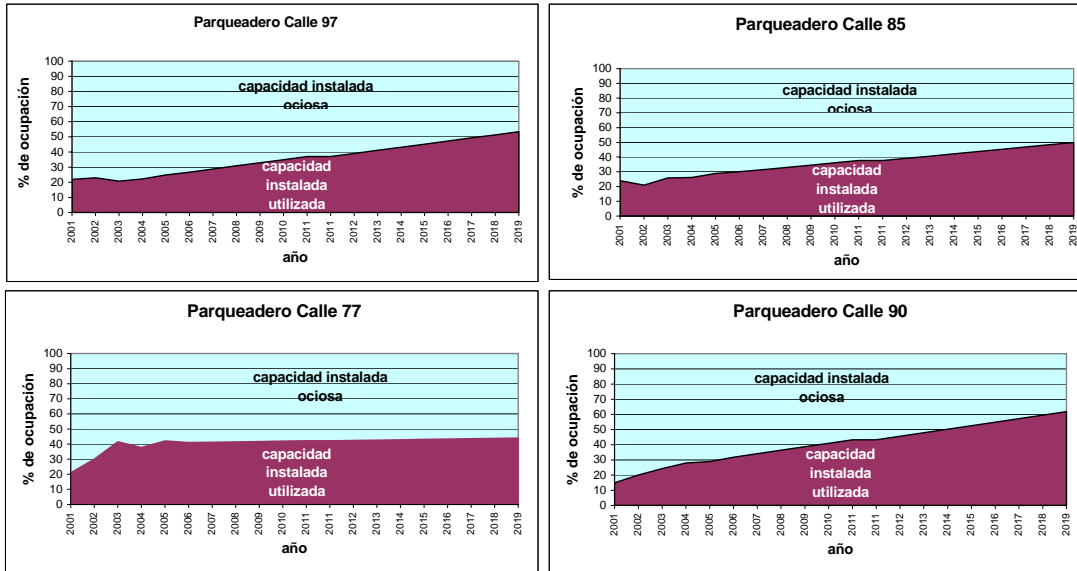 Parqueadero Calle 97
% de ocupación
100
90
80
70
60
50
40
30
20
10
0
capacidad instalada
ociosa
capacidad
instalada
utilizada
2001 2002 2003 2004 2005 2006 2007 2008 2009 2010 2011 2011 2012 2013 2014 2015 2016 2017 2018 2019
año
Parqueadero Calle 85
% de ocupación
100
90
80
70
60
50
40
30
20
10
0
capacidad instalada
ociosa
capacidad
instalada
utilizada
2001 2002 2003 2004 2005 2006 2007 2008 2009 2010 2011 2011 2012 2013 2014 2015 2016 2017 2018 2019
año
Parqueadero Calle 77
% de ocupación
100
90
80
70
60
50
40
30
20
10
0
capacidad instalada
ociosa
capacidad
instalada
utilizada
2001 2002 2003 2004 2005 2006 2007 2008 2009 2010 2011 2011 2012 2013 2014 2015 2016 2017 2018 2019
año
Parqueadero Calle 90
% de ocupación
100
90
80
70
60
50
40
30
20
10
0
capacidad instalada
ociosa
capacidad
instalada
utilizada
2001 2002 2003 2004 2005 2006 2007 2008 2009 2010 2011 2011 2012 2013 2014 2015 2016 2017 2018 2019
año